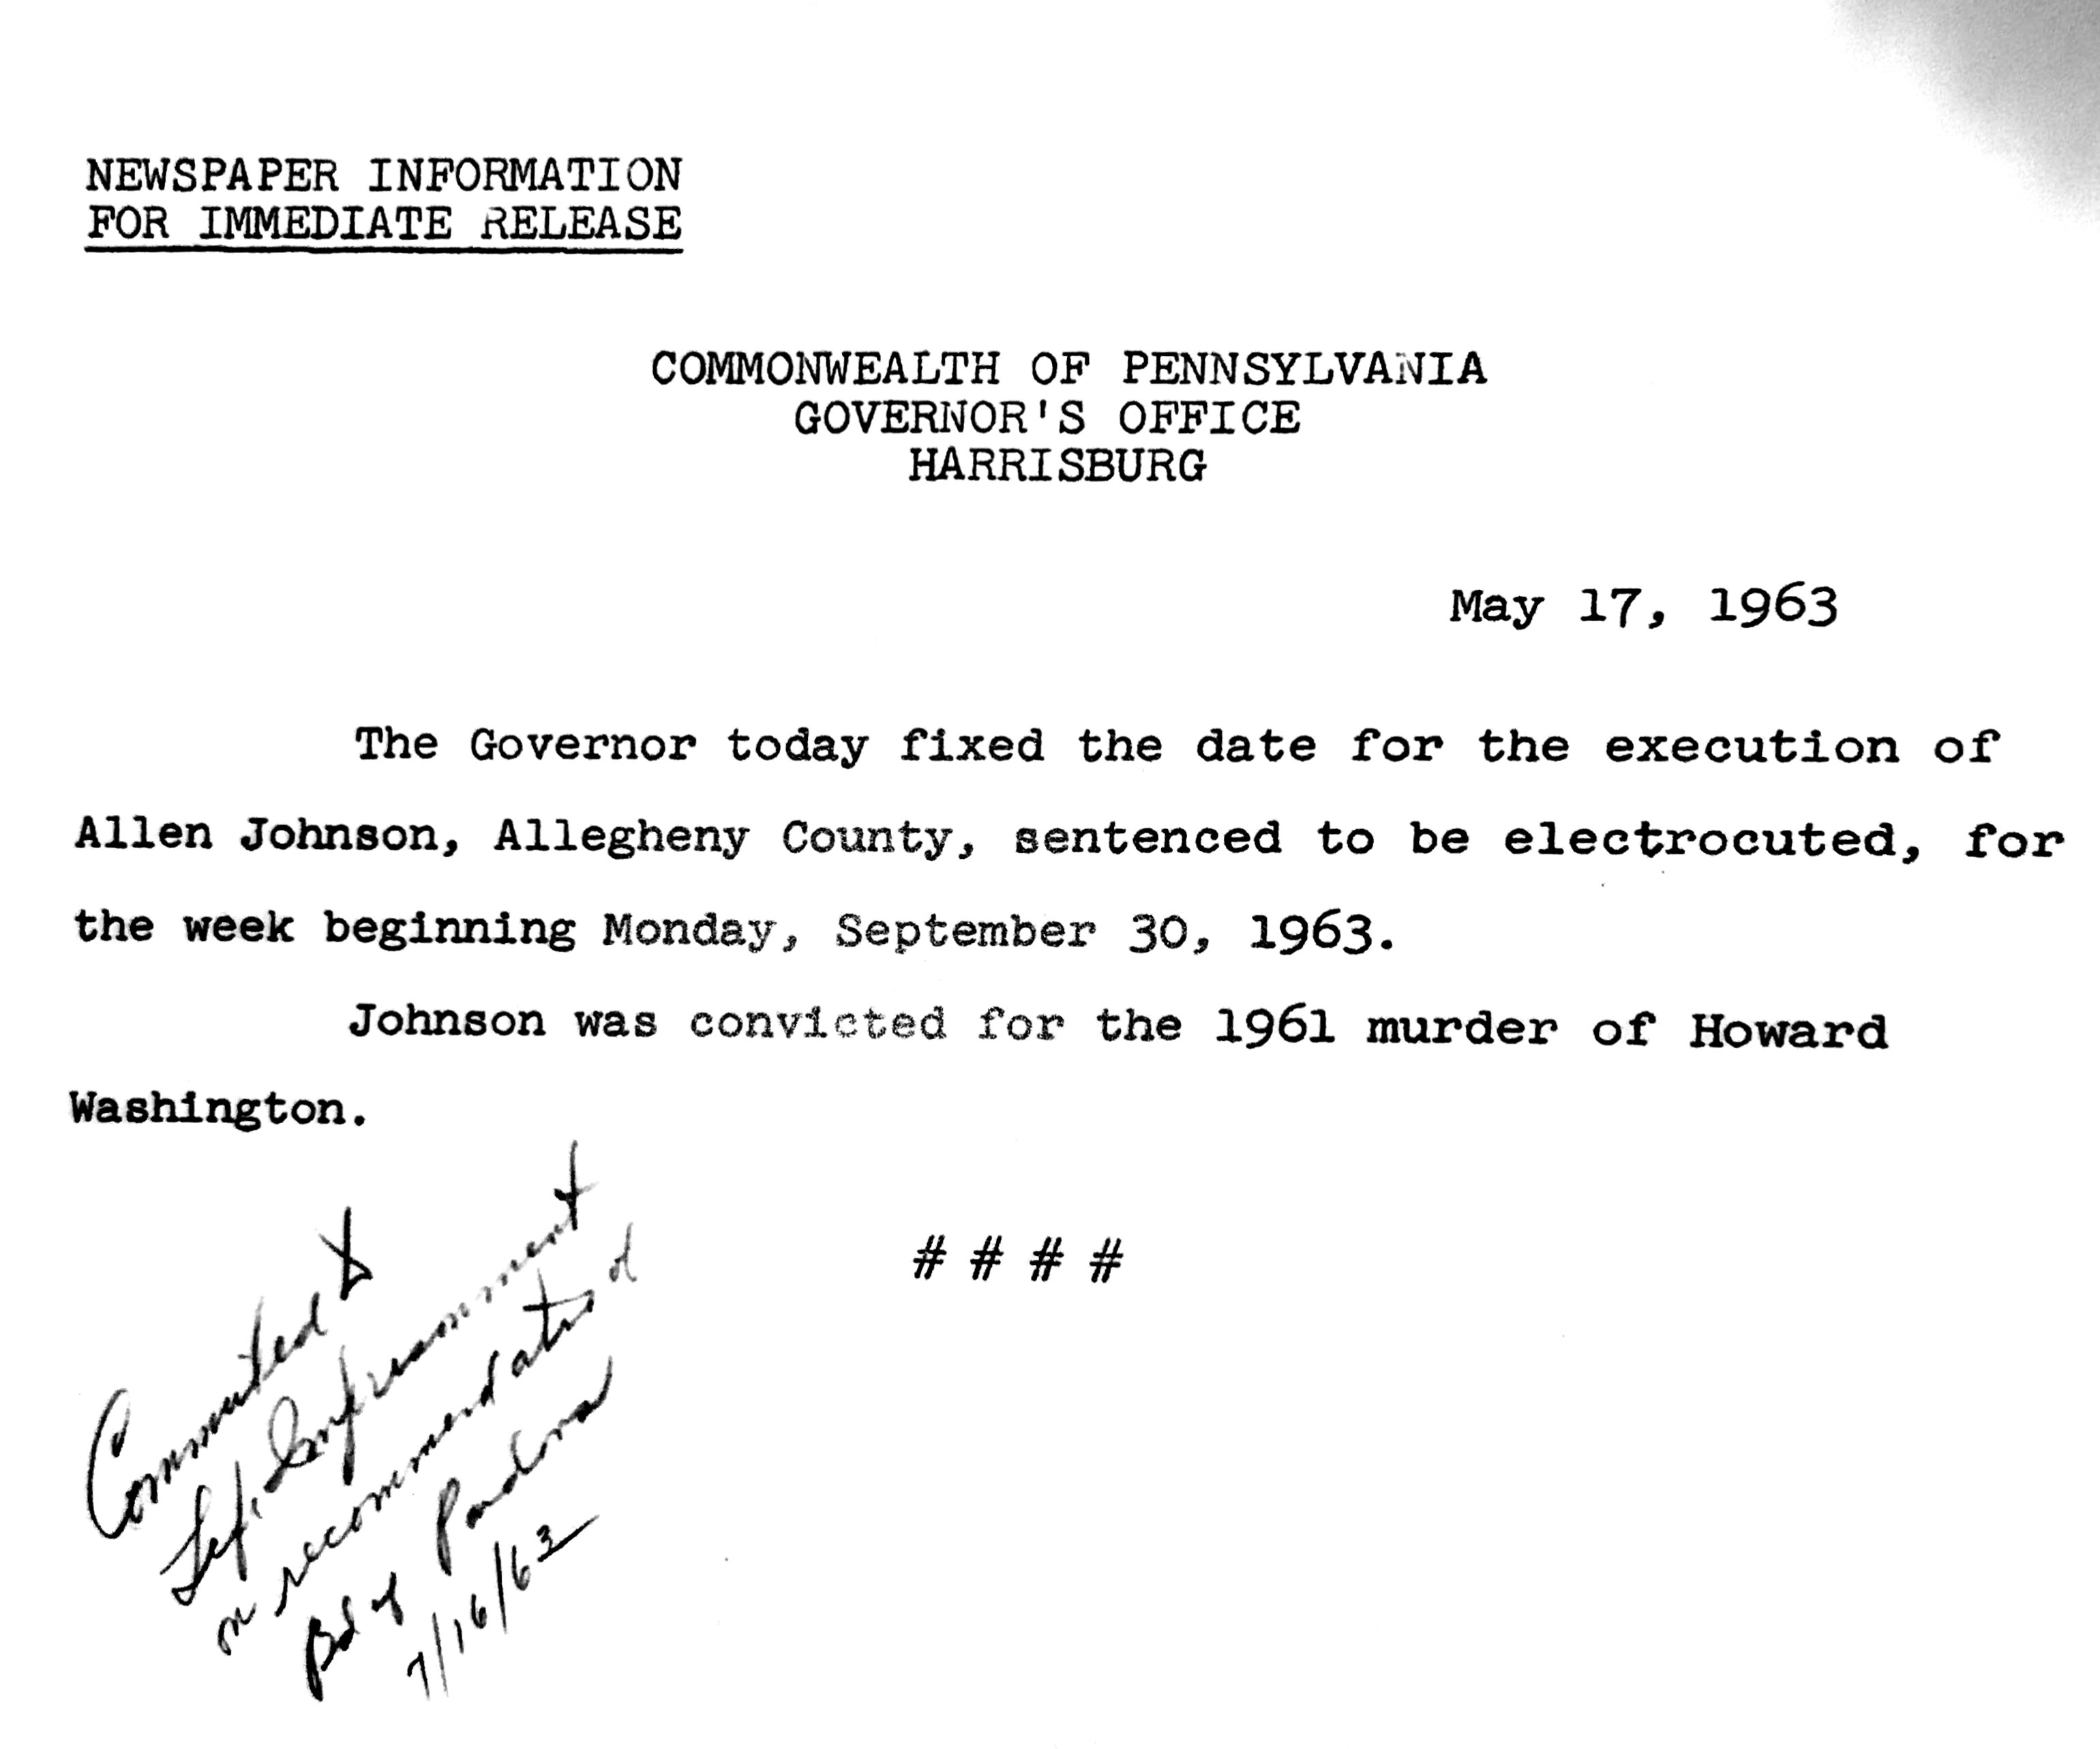 NEWSPAPER INFORMATION
FOR IMMEDIATE RELEASE
COMMONWEALTH OF PENNSYLVANIA
GOVERNOR'S OFFICE
HARRISBURG
May 17, 1963
The Governor today fixed the date for the execution of
Allen Johnson, Allegheny County, sentenced to be electrocuted, for
the week beginning Monday, September 30, 1963.
Johnson was convicted for the 1961 murder of Howard
Washington.
# # # #
Commuted to
Life Imprisonment
on recommendation of
Bd of Pardons
7/16/63